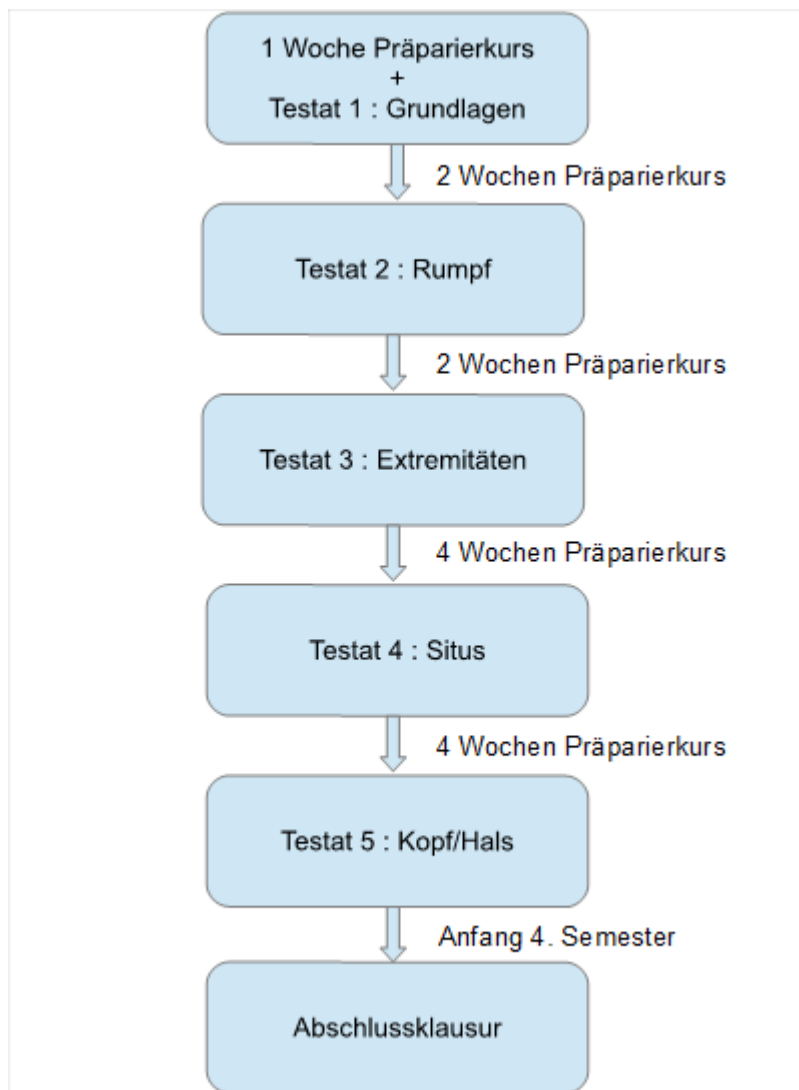 1 Woche Präparierkurs
+
Testat 1 : Grundlagen
2 Wochen Präparierkurs
Testat 2 : Rumpf
2 Wochen Präparierkurs
Testat 3 : Extremitäten
4 Wochen Präparierkurs
Testat 4 : Situs
4 Wochen Präparierkurs
Testat 5 : Kopf/Hals
Anfang 4. Semester
Abschlussklausur